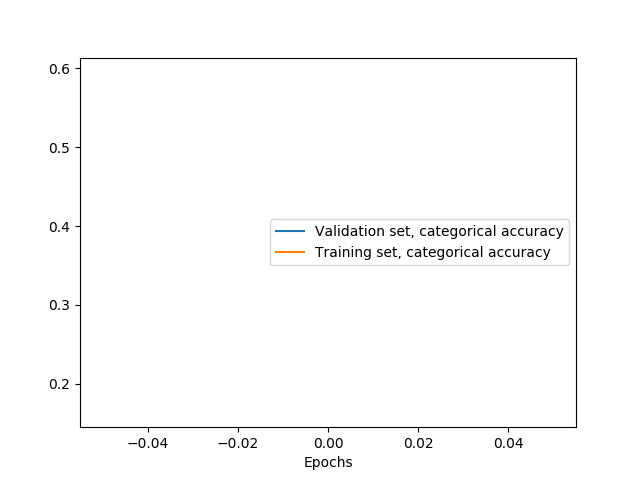 0.6
0.5
0.4
0.3
0.2
Validation set, categorical accuracy
Training set, categorical accuracy
−0.04 −0.02 0.00 0.02 0.04
Epochs